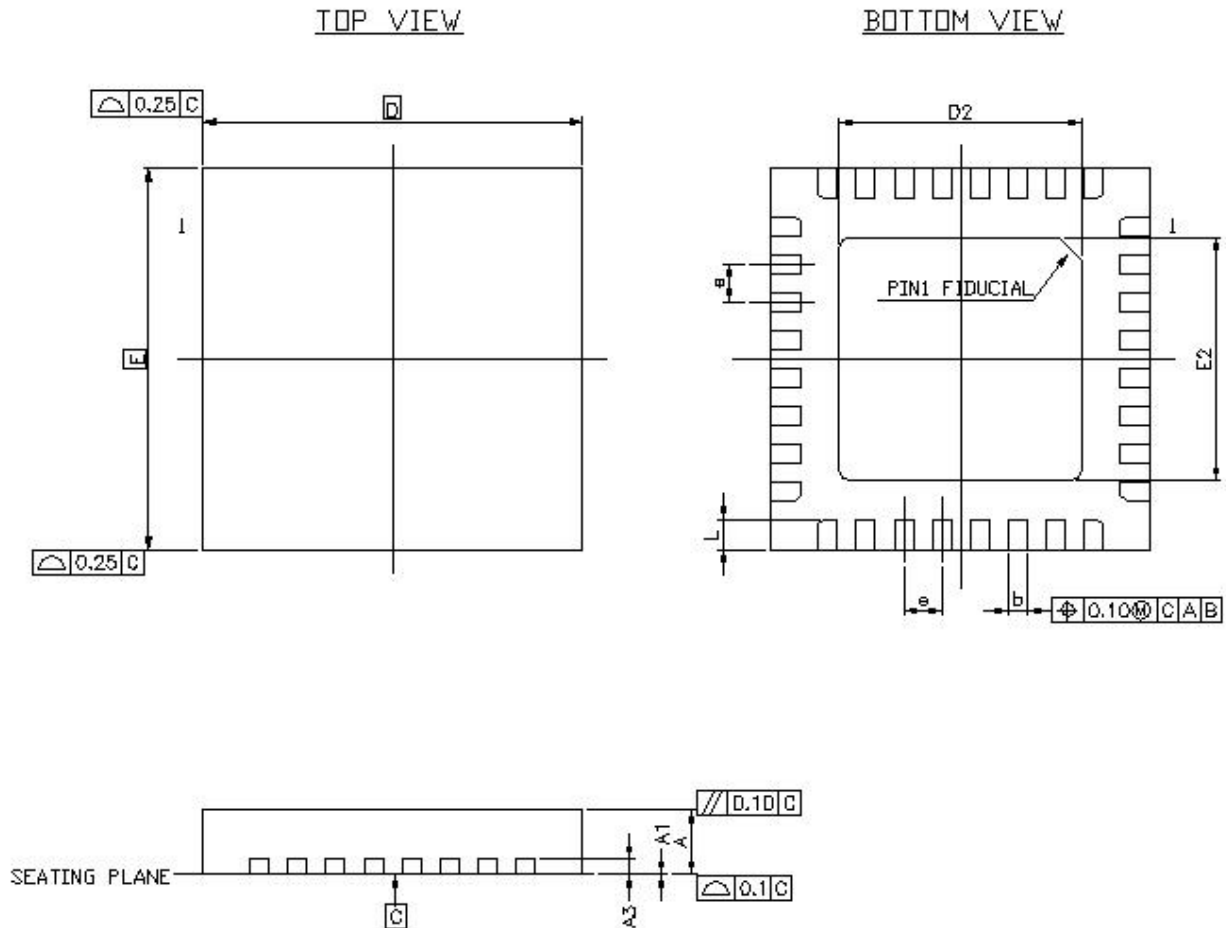 TOP VIEW
BOTTOM VIEW
⌓ 0.25 C
D
D2
1
1
e
PIN1 FIDUCIAL
E
E2
L
⌓ 0.25 C
e
b
⌖ 0.10Ⓜ C A B
// 0.10 C
A1
A
SEATING PLANE
⌓ 0.1 C
A3
C